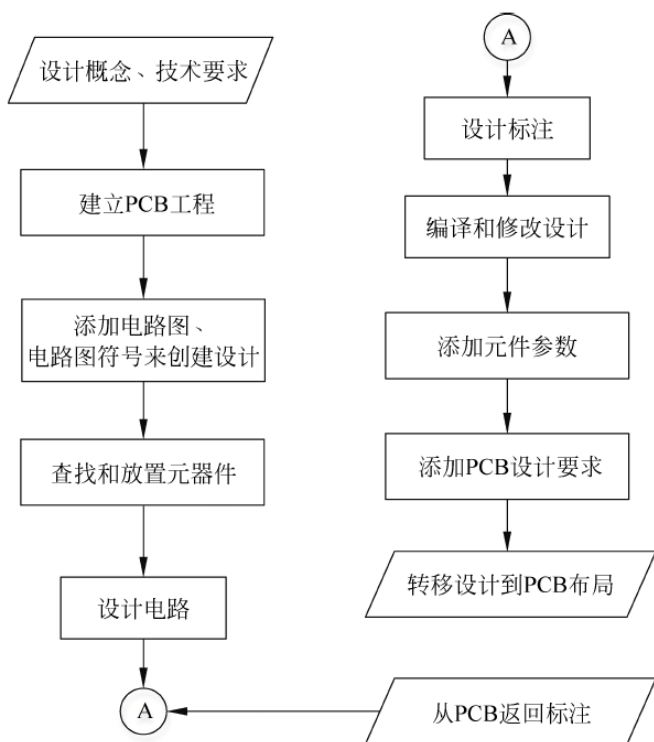 设计概念、技术要求
建立PCB工程
添加电路图、
电路图符号来创建设计
查找和放置元器件
设计电路
A
A
设计标注
编译和修改设计
添加元件参数
添加PCB设计要求
转移设计到PCB布局
从PCB返回标注